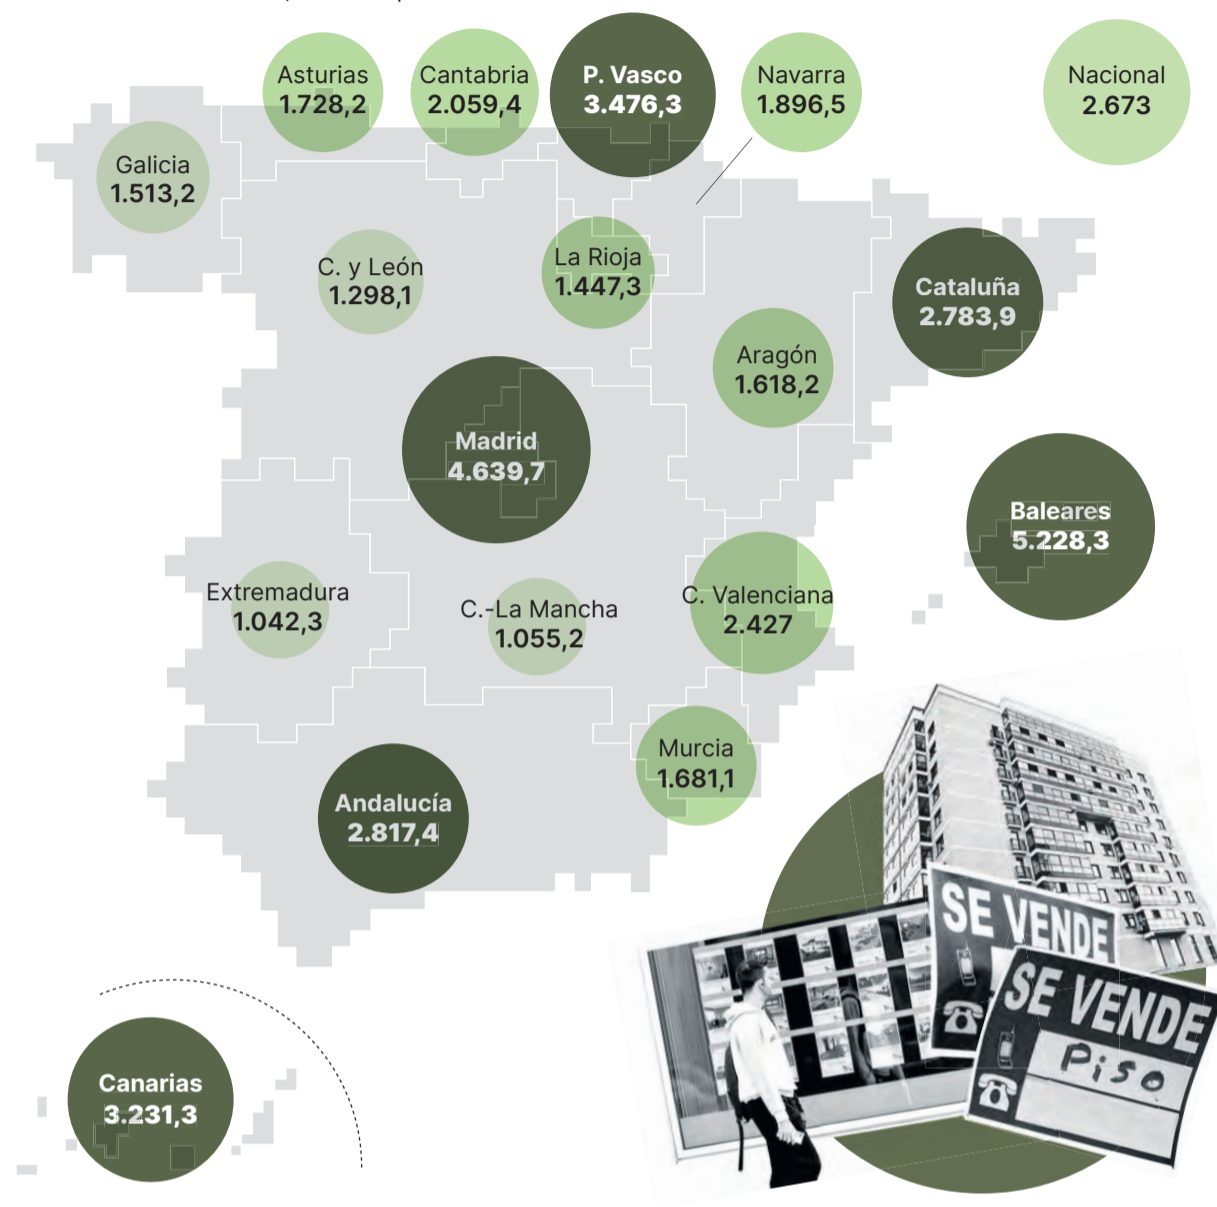 Asturias
1.728,2
Cantabria
2.059,4
P. Vasco
3.476,3
Navarra
1.896,5
Nacional
2.673
Galicia
1.513,2
C. y León
1.298,1
La Rioja
1.447,3
Cataluña
2.783,9
Aragón
1.618,2
Madrid
4.639,7
Baleares
5.228,3
Extremadura
1.042,3
C.-La Mancha
1.055,2
C. Valenciana
2.427
Murcia
1.681,1
Andalucía
2.817,4
SE VENDE
SE VENDE
Piso
Canarias
3.231,3